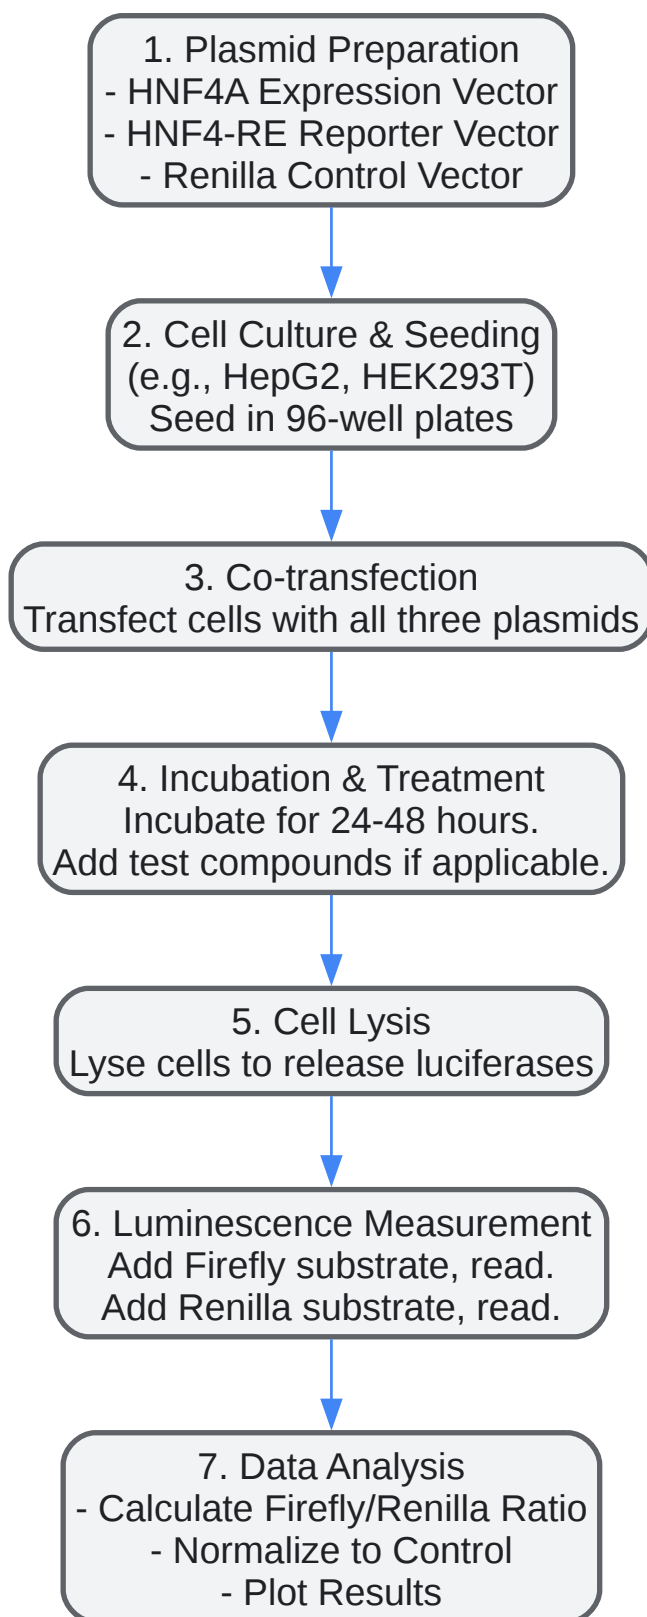 1. Plasmid Preparation
- HNF4A Expression Vector
- HNF4-RE Reporter Vector
- Renilla Control Vector
2. Cell Culture & Seeding
(e.g., HepG2, HEK293T)
Seed in 96-well plates
3. Co-transfection
Transfect cells with all three plasmids
4. Incubation & Treatment
Incubate for 24-48 hours.
Add test compounds if applicable.
5. Cell Lysis
Lyse cells to release luciferases
6. Luminescence Measurement
Add Firefly substrate, read.
Add Renilla substrate, read.
7. Data Analysis
- Calculate Firefly/Renilla Ratio
- Normalize to Control
- Plot Results